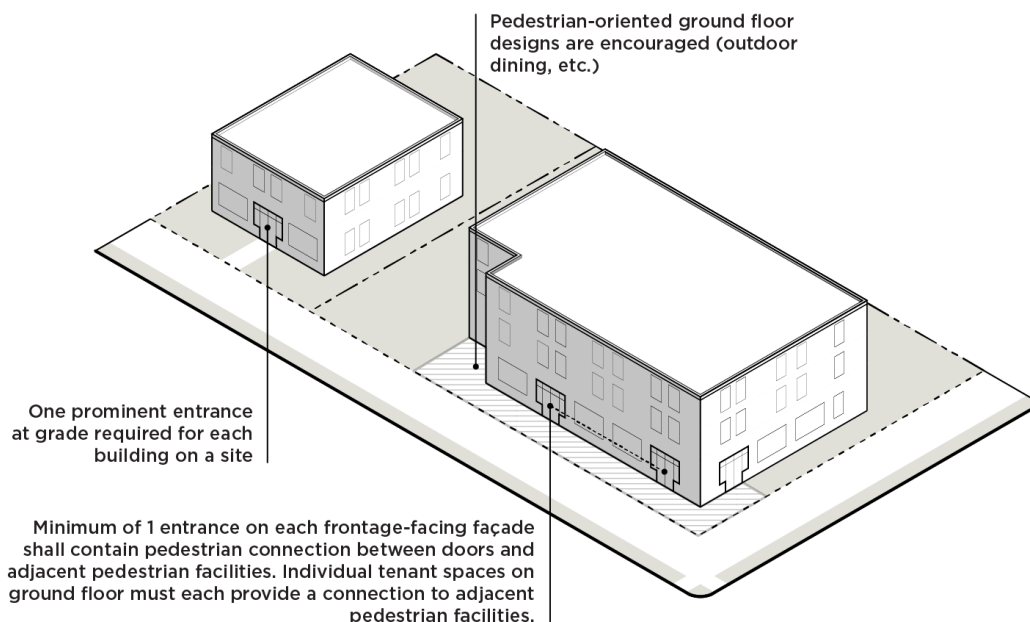 Pedestrian-oriented ground floor
designs are encouraged (outdoor
dining, etc.)
One prominent entrance
at grade required for each
building on a site
Minimum of 1 entrance on each frontage-facing façade
shall contain pedestrian connection between doors and
adjacent pedestrian facilities. Individual tenant spaces on
ground floor must each provide a connection to adjacent
pedestrian facilities.